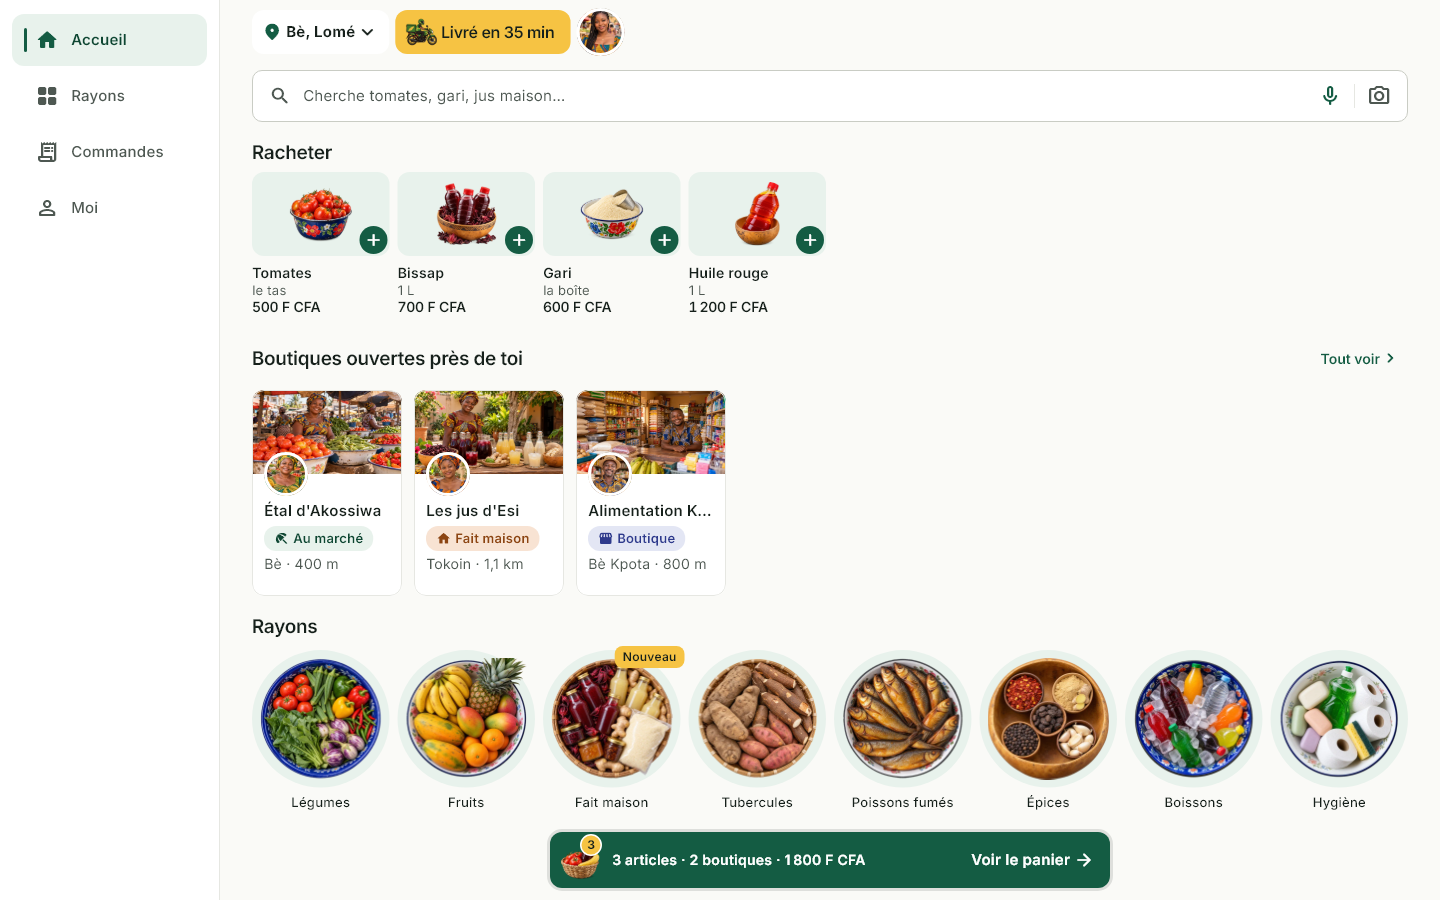 Accueil
Rayons
Commandes
Moi
Bè, Lomé
Livré en 35 min
Cherche tomates, gari, jus maison...
Racheter
Tomates
le tas
500 F CFA
Bissap
1 L
700 F CFA
Gari
la boîte
600 F CFA
Huile rouge
1 L
1 200 F CFA
Boutiques ouvertes près de toi
Tout voir
Étal d'Akossiwa
Au marché
Bè · 400 m
Les jus d'Esi
Fait maison
Tokoin · 1,1 km
Alimentation K...
Boutique
Bè Kpota · 800 m
Rayons
Nouveau
Légumes
Fruits
Fait maison
Tubercules
Poissons fumés
Épices
Boissons
Hygiène
3
3 articles · 2 boutiques · 1 800 F CFA
Voir le panier